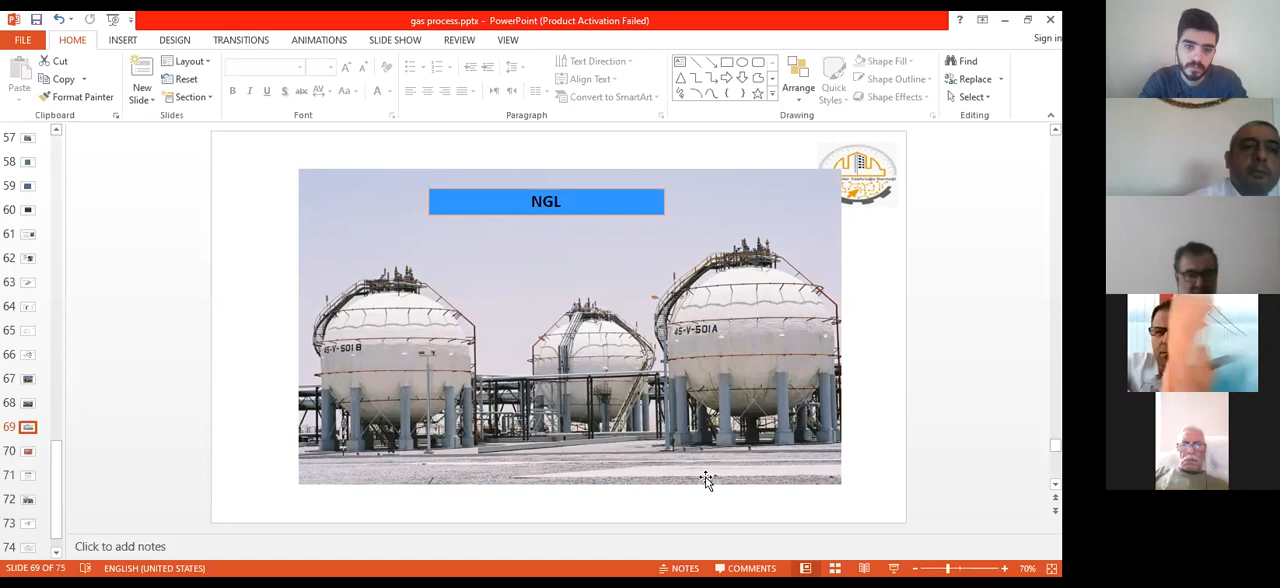 gas process.pptx - PowerPoint (Product Activation Failed)
FILE
HOME
INSERT
DESIGN
TRANSITIONS
ANIMATIONS
SLIDE SHOW
REVIEW
VIEW
Sign in
Paste
Cut
Copy
Format Painter
Clipboard
New
Slide
Layout
Reset
Section
Slides
Font
Paragraph
Text Direction
Align Text
Convert to SmartArt
Arrange
Quick
Styles
Shape Fill
Shape Outline
Shape Effects
Drawing
Find
Replace
Select
Editing
57
58
59
60
61
62
63
64
65
66
67
68
69
70
71
72
73
74
NGL
45-V-501B
45-V-501A
Click to add notes
SLIDE 69 OF 75
ENGLISH (UNITED STATES)
NOTES
COMMENTS
70%